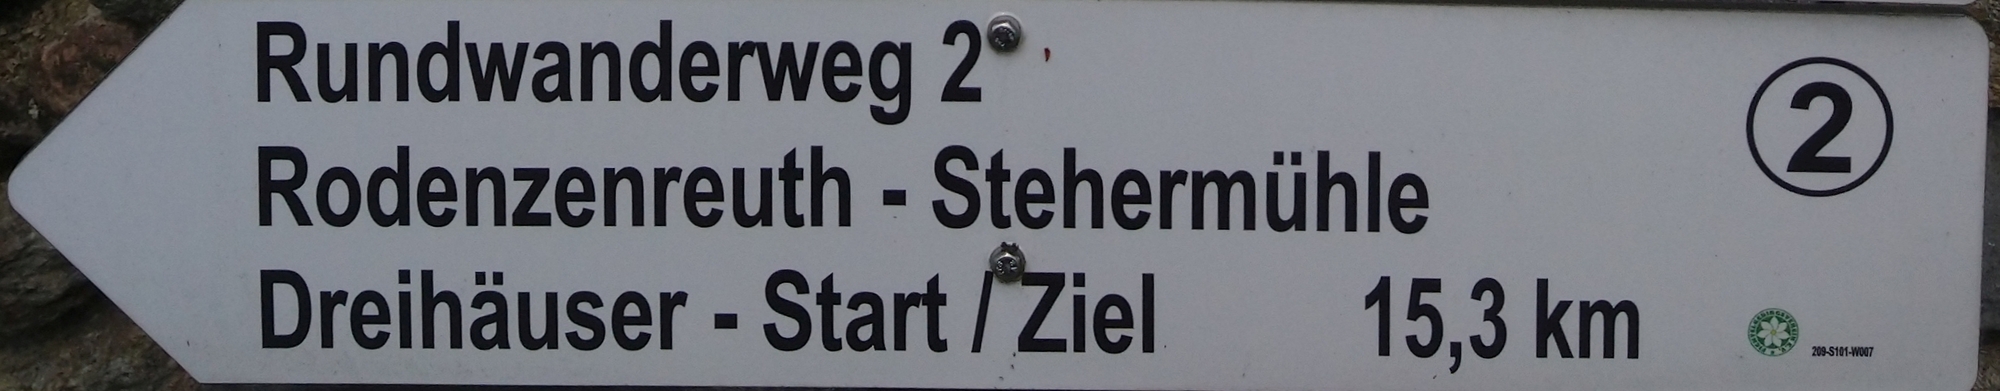 Rundwanderweg 2
2
Rodenzenreuth - Stehermühle
Dreihäuser - Start / Ziel 15,3 km
209-S101-W007